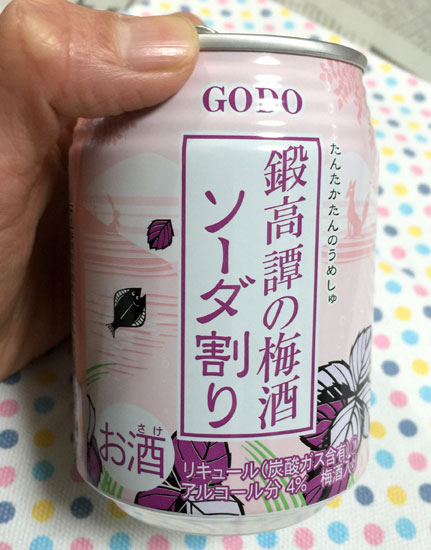 GODO
鍛高譚の梅酒
ソーダ割り
たんたかたんのうめしゅ
さけ
お酒
リキュール(炭酸ガス含有)
梅酒
アルコール分4%